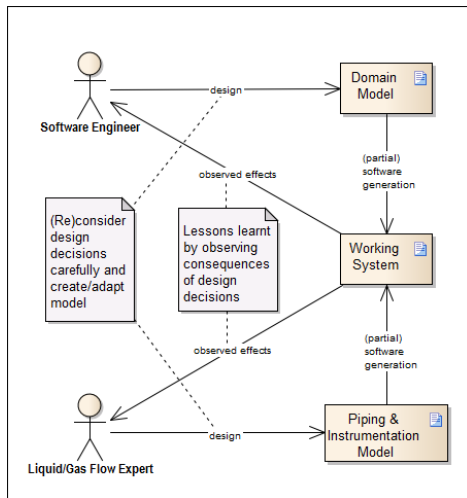 design
Domain
Model
Software Engineer
(partial)
software
generation
observed effects
(Re)consider
design
decisions
carefully and
create/adapt
model
Lessons learnt
by observing
consequences
of design
decisions
Working
System
observed effects
(partial)
software
generation
design
Piping &
Instrumentation
Model
Liquid/Gas Flow Expert